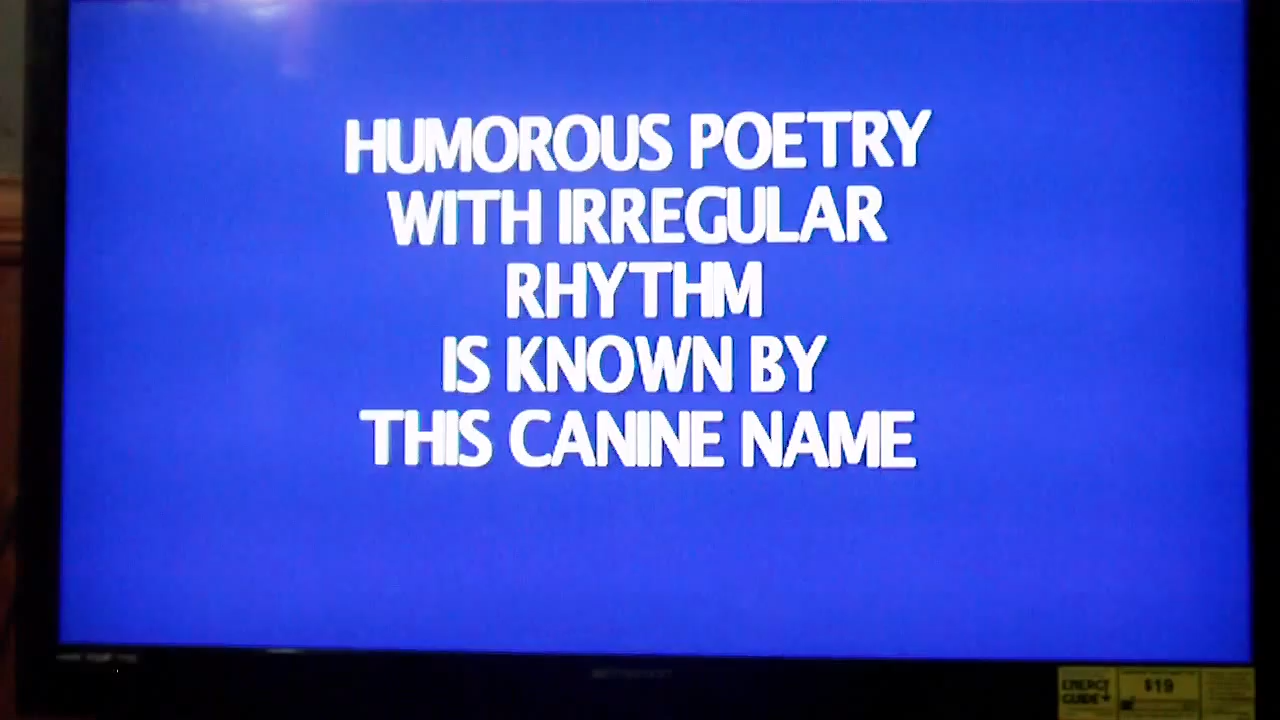 HUMOROUS POETRY
WITH IRREGULAR
RHYTHM
IS KNOWN BY
THIS CANINE NAME
ENERGY
GUIDE
$19